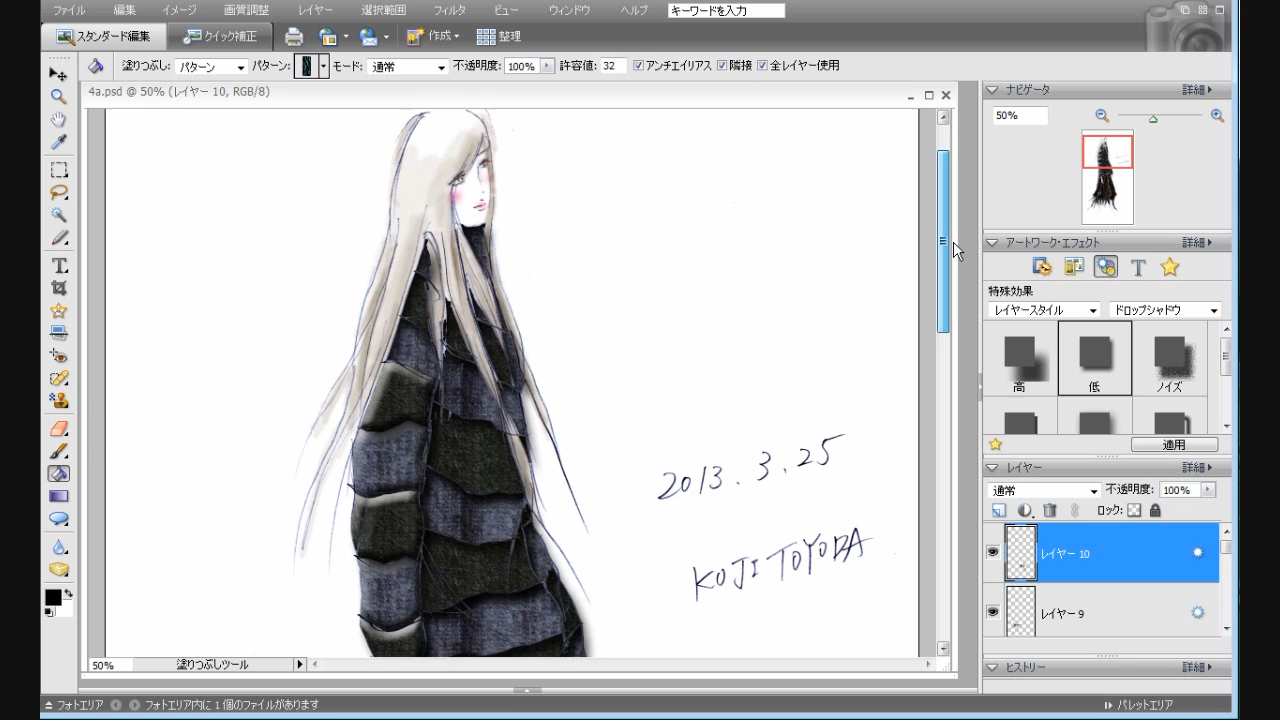 ファイル 編集 イメージ 画質調整 レイヤー 選択範囲 フィルタ ビュー ウィンドウ ヘルプ キーワードを入力
スタンダード編集 クイック補正 作成 整理
塗りつぶし: パターン パターン: モード: 通常 不透明度: 100% 許容値: 32 アンチエイリアス 隣接 全レイヤー使用
4a.psd @ 50% (レイヤー 10, RGB/8)
2013.3.25
KOJI TOYODA
50% 塗りつぶしツール
ナビゲータ 詳細
50%
アートワーク・エフェクト 詳細
特殊効果
レイヤースタイル ドロップシャドウ
高 低 ノイズ
適用
レイヤー 詳細
通常 不透明度: 100%
ロック:
レイヤー 10
レイヤー 9
ヒストリー 詳細
フォトエリア フォトエリア内に 1 個のファイルがあります パレットエリア